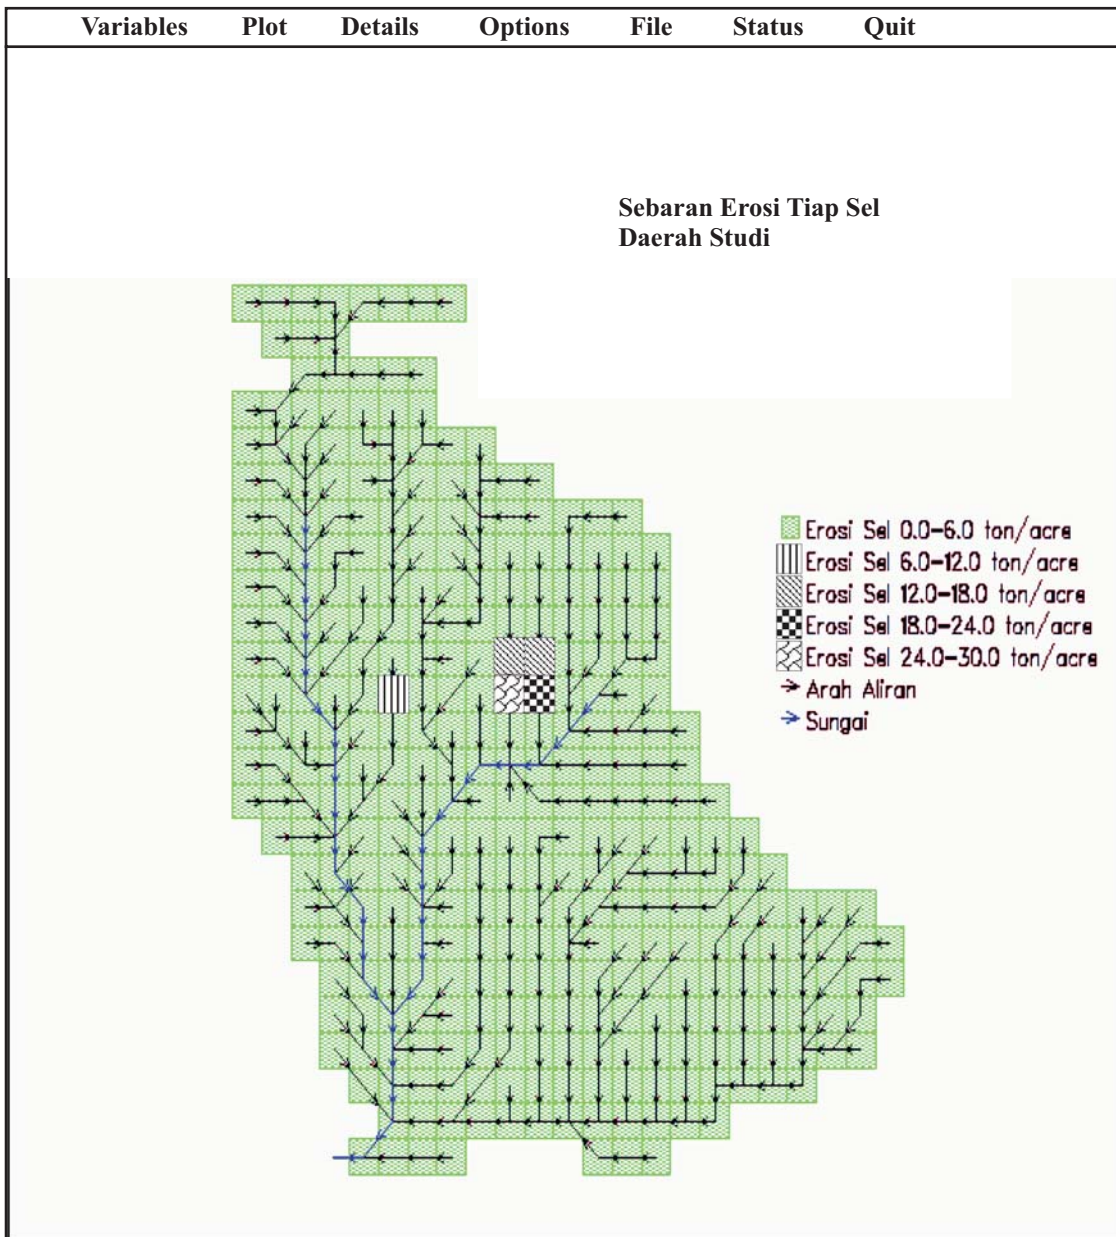 Variables Plot Details Options File Status Quit
Sebaran Erosi Tiap Sel
Daerah Studi
Erosi Sel 0.0-6.0 ton/acre
Erosi Sel 6.0-12.0 ton/acre
Erosi Sel 12.0-18.0 ton/acre
Erosi Sel 18.0-24.0 ton/acre
Erosi Sel 24.0-30.0 ton/acre
Arah Aliran
Sungai